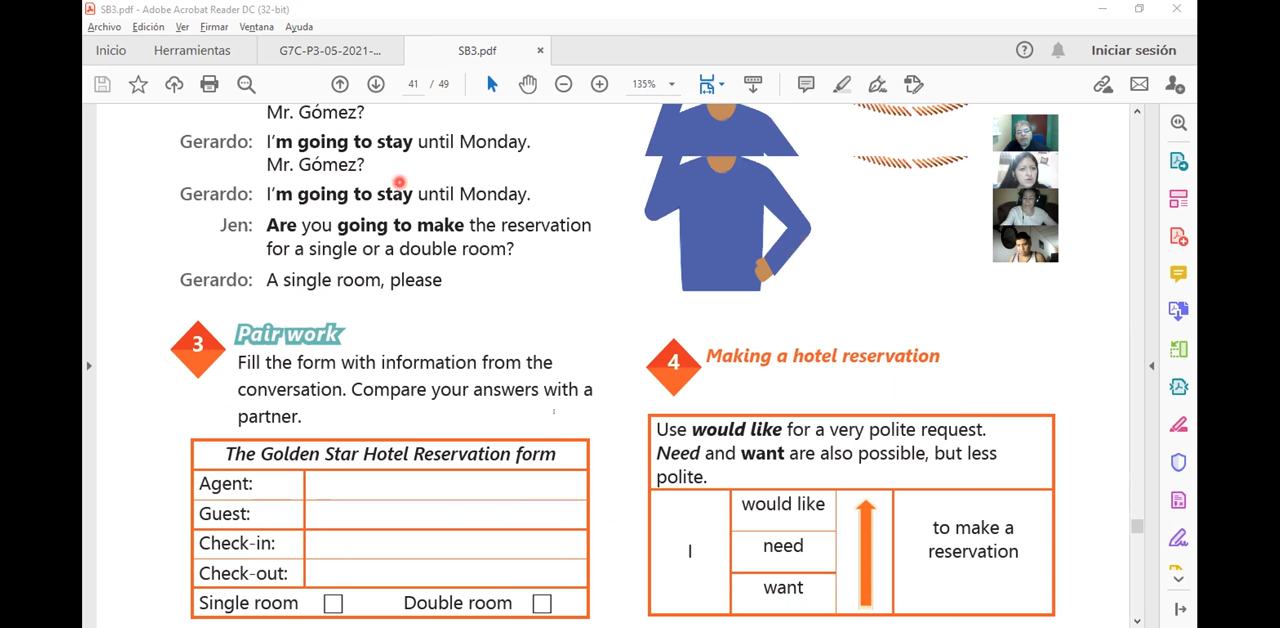 SB3.pdf - Adobe Acrobat Reader DC (32-bit)
Archivo Edición Ver Firmar Ventana Ayuda
Inicio Herramientas G7C-P3-05-2021-... SB3.pdf × Iniciar sesión
41 / 49 135%
Mr. Gómez?
Gerardo: I'm going to stay until Monday.
Mr. Gómez?
Gerardo: I'm going to stay until Monday.
Jen: Are you going to make the reservation
for a single or a double room?
Gerardo: A single room, please
3 Pair work
Fill the form with information from the
conversation. Compare your answers with a
partner.
The Golden Star Hotel Reservation form
Agent:
Guest:
Check-in:
Check-out:
Single room Double room
4 Making a hotel reservation
Use would like for a very polite request.
Need and want are also possible, but less
polite.
I
would like
need
want
to make a
reservation